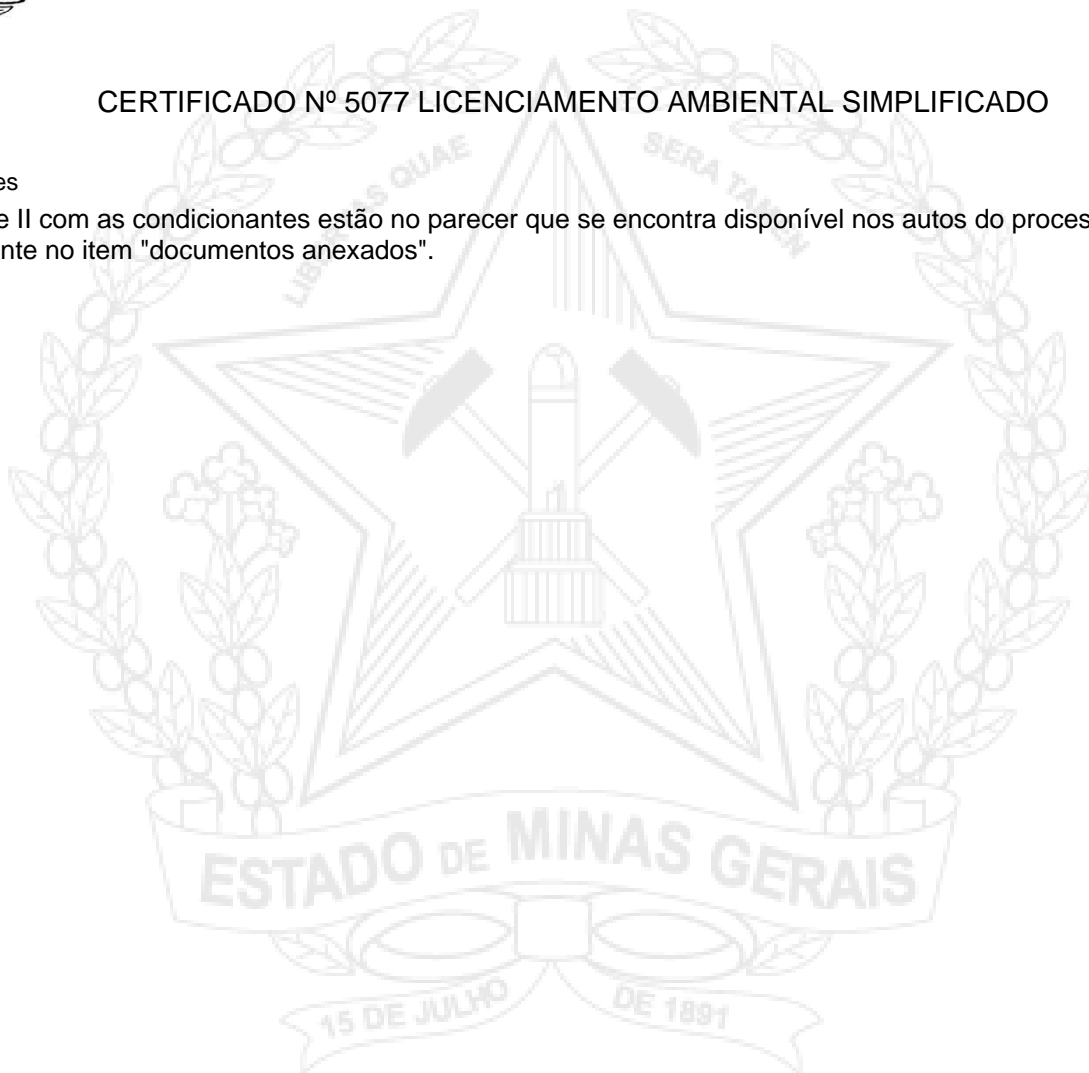 CERTIFICADO Nº 5077 LICENCIAMENTO AMBIENTAL SIMPLIFICADO
LIBERTAS QUAE SERA TAMEN
es
e II com as condicionantes estão no parecer que se encontra disponível nos autos do proces
nte no item "documentos anexados".
ESTADO DE MINAS GERAIS
15 DE JULHO DE 1891